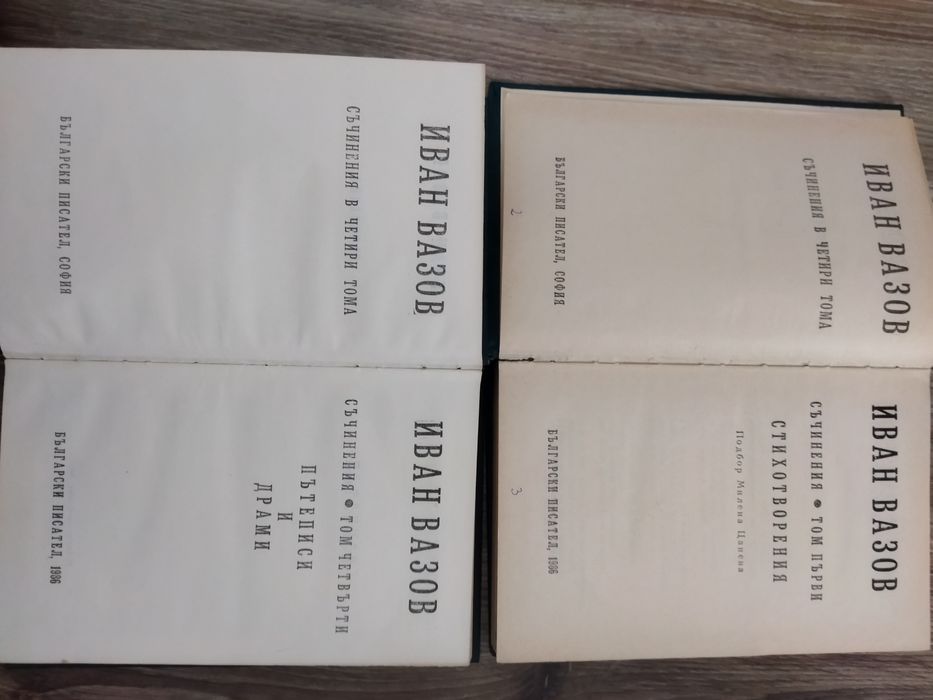 ИВАН ВАЗОВ
СЪЧИНЕНИЯ В ЧЕТИРИ ТОМА
БЪЛГАРСКИ ПИСАТЕЛ, СОФИЯ
2
ИВАН ВАЗОВ
СЪЧИНЕНИЯ ● ТОМ ПЪРВИ
СТИХОТВОРЕНИЯ
Подбор Милена Цанева
БЪЛГАРСКИ ПИСАТЕЛ, 1986
3
ИВАН ВАЗОВ
СЪЧИНЕНИЯ В ЧЕТИРИ ТОМА
БЪЛГАРСКИ ПИСАТЕЛ, СОФИЯ
ИВАН ВАЗОВ
СЪЧИНЕНИЯ ● ТОМ ЧЕТВЪРТИ
ПЪТЕПИСИ
И
ДРАМИ
БЪЛГАРСКИ ПИСАТЕЛ, 1986